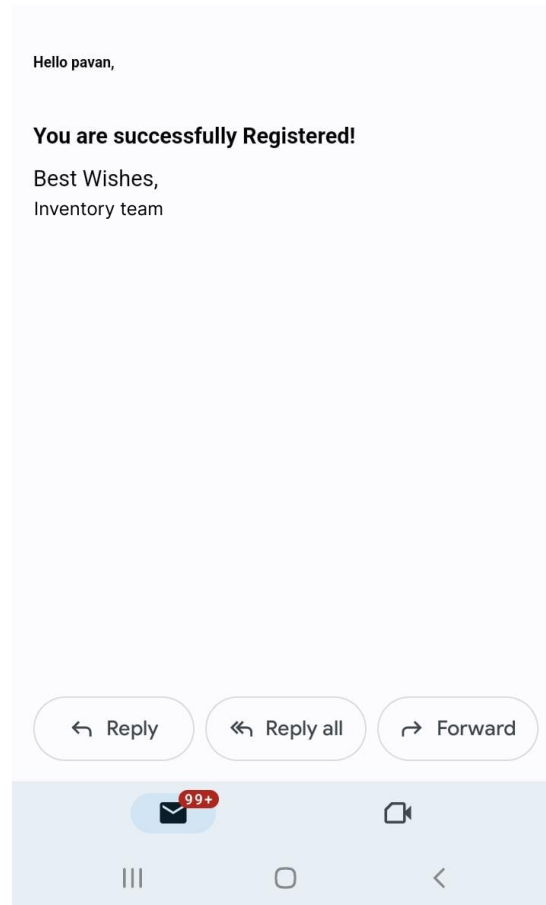 Hello pavan,
You are successfully Registered!
Best Wishes,
Inventory team
Reply
Reply all
Forward
99+